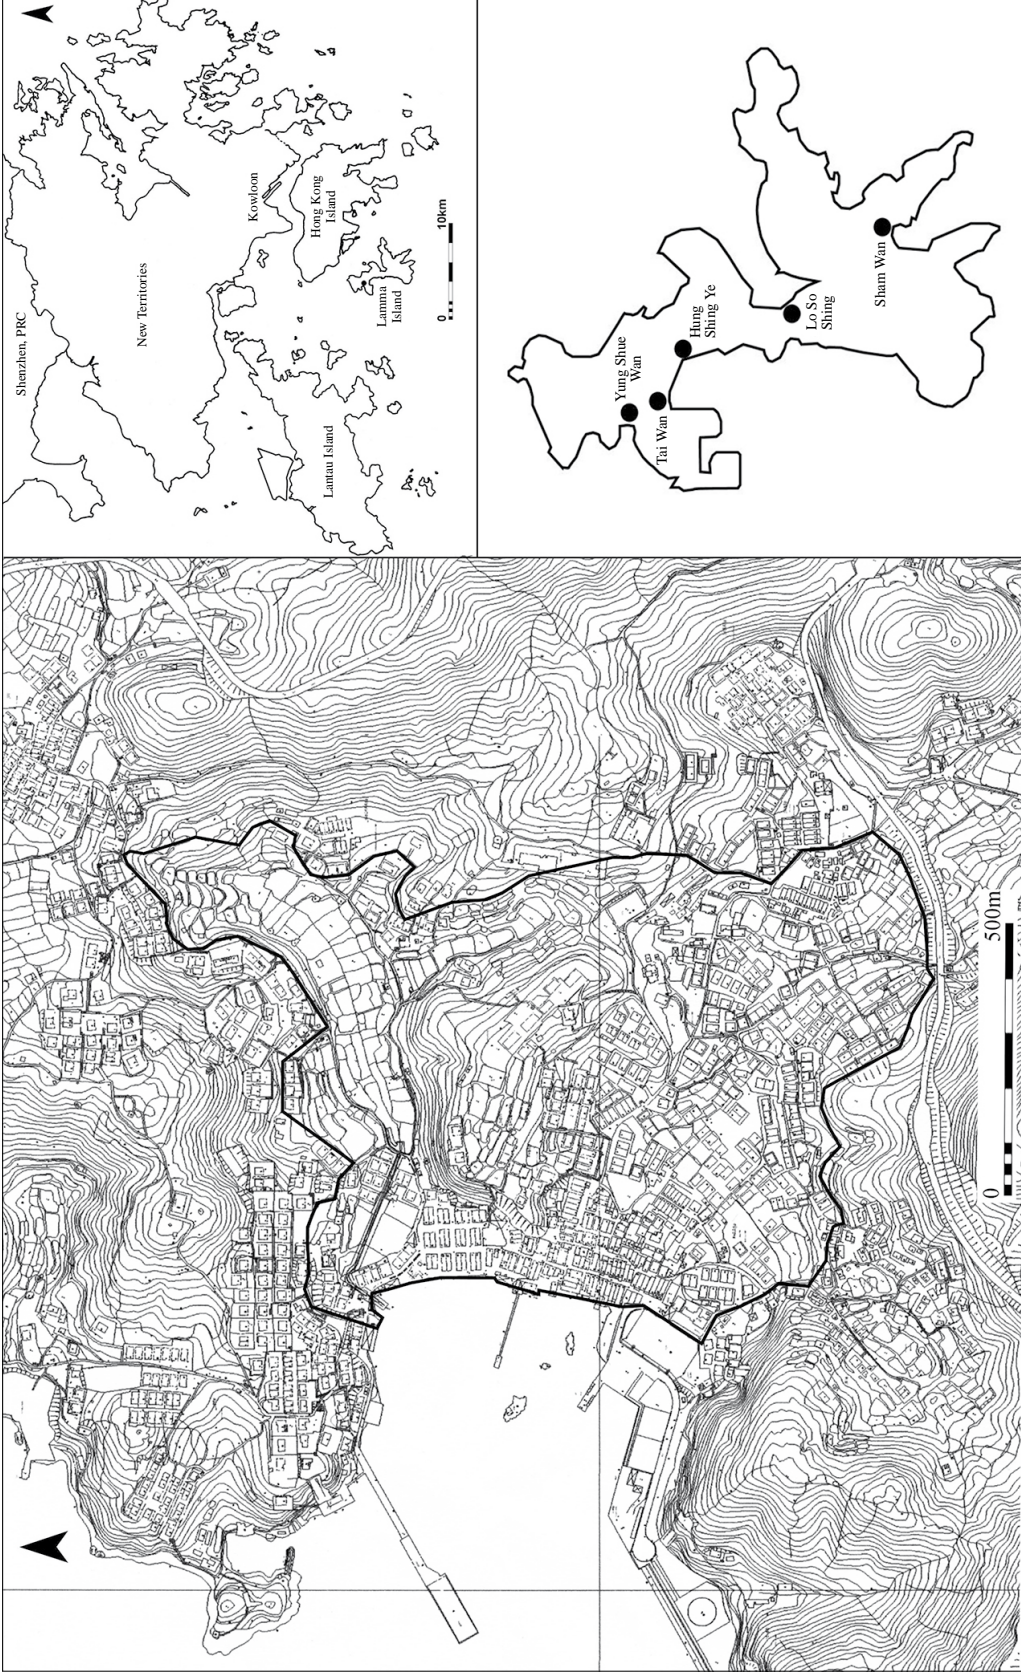 Shenzhen, PRC
New Territories
Kowloon
Hong Kong
Island
Lamma
Island
Lantau Island
0
10km
Yung Shue
Wan
Tai Wan
Hung
Shing Ye
Lo So
Shing
Sham Wan
0
500m